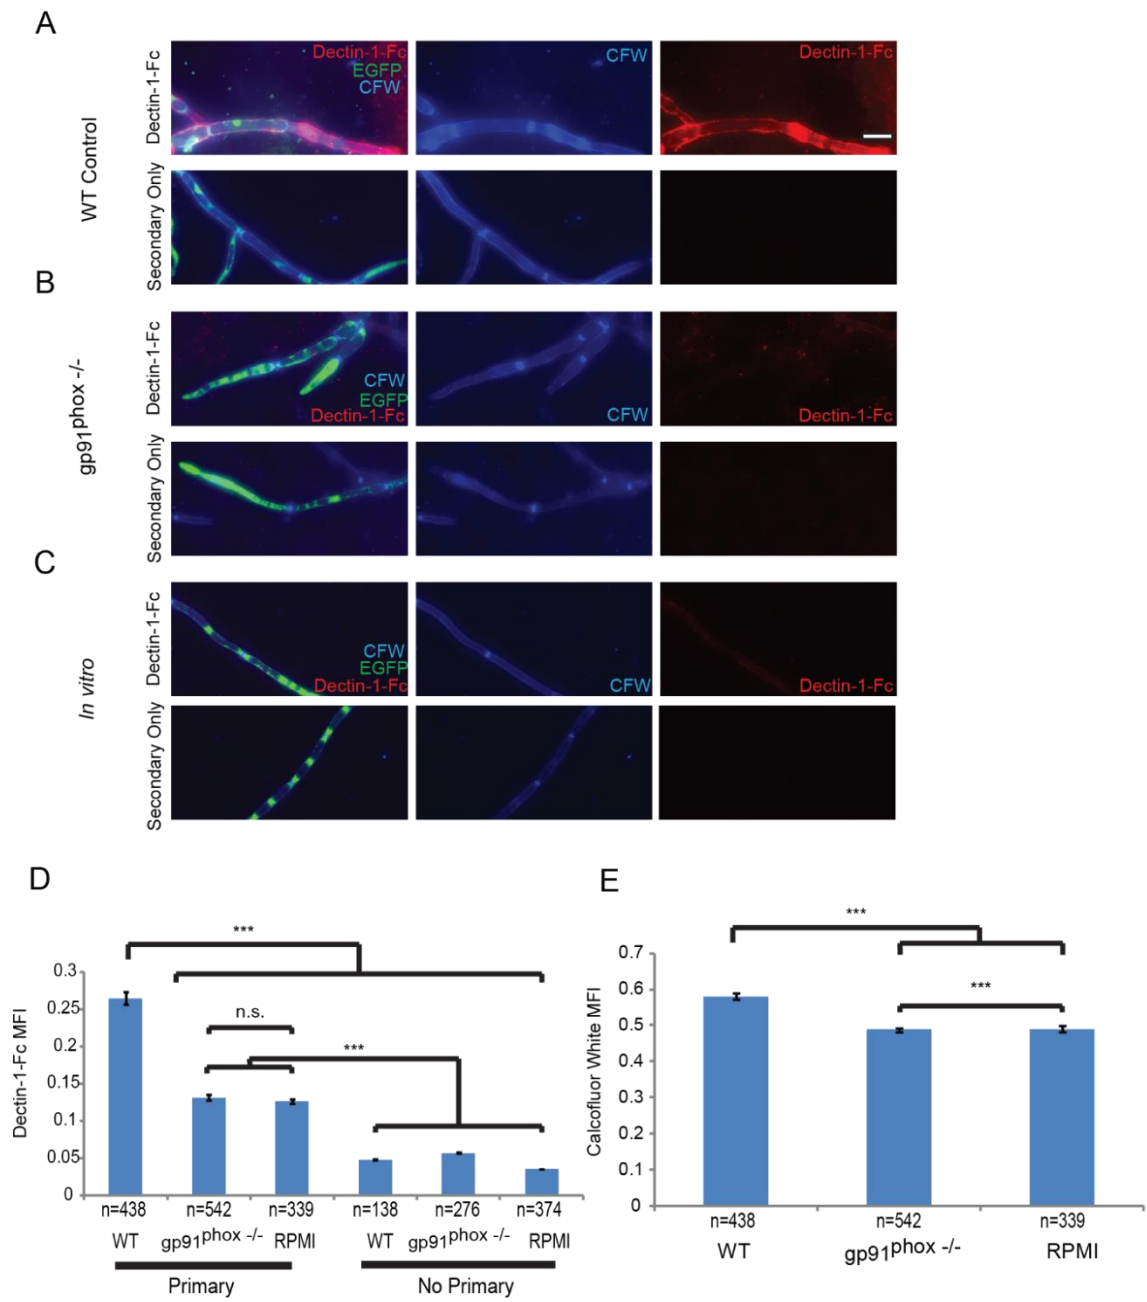 A
WT Control
Dectin-1-Fc
Dectin-1-Fc
EGFP
CFW
CFW
Dectin-1-Fc
Secondary Only
B
gp91phox -/-
Dectin-1-Fc
CFW
EGFP
Dectin-1-Fc
CFW
Dectin-1-Fc
Secondary Only
C
In vitro
Dectin-1-Fc
CFW
EGFP
Dectin-1-Fc
CFW
Dectin-1-Fc
Secondary Only
D
Dectin-1-Fc MFI
0.3
0.25
0.2
0.15
0.1
0.05
0
***
n.s.
***
n=438 n=542 n=339 n=138 n=276 n=374
WT gp91phox -/- RPMI WT gp91phox -/- RPMI
Primary No Primary
E
Calcofluor White MFI
0.7
0.6
0.5
0.4
0.3
0.2
0.1
0
***
***
n=438 n=542 n=339
WT gp91phox -/- RPMI